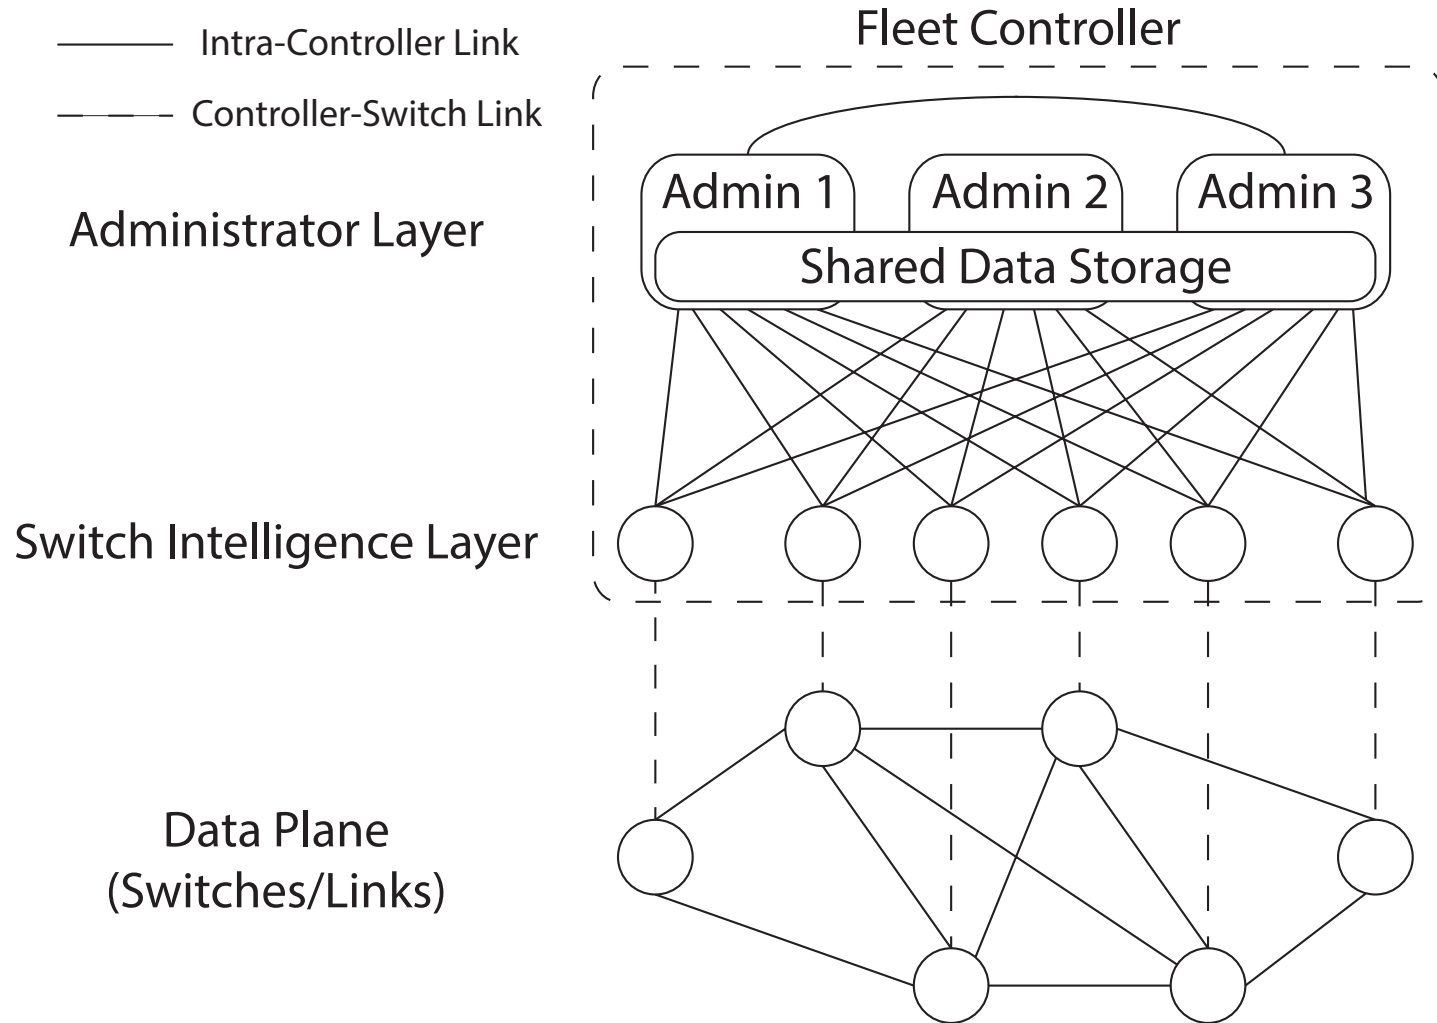 Fleet Controller
Intra-Controller Link
Controller-Switch Link
Administrator Layer
Admin 1
Admin 2
Admin 3
Shared Data Storage
Switch Intelligence Layer
Data Plane
(Switches/Links)